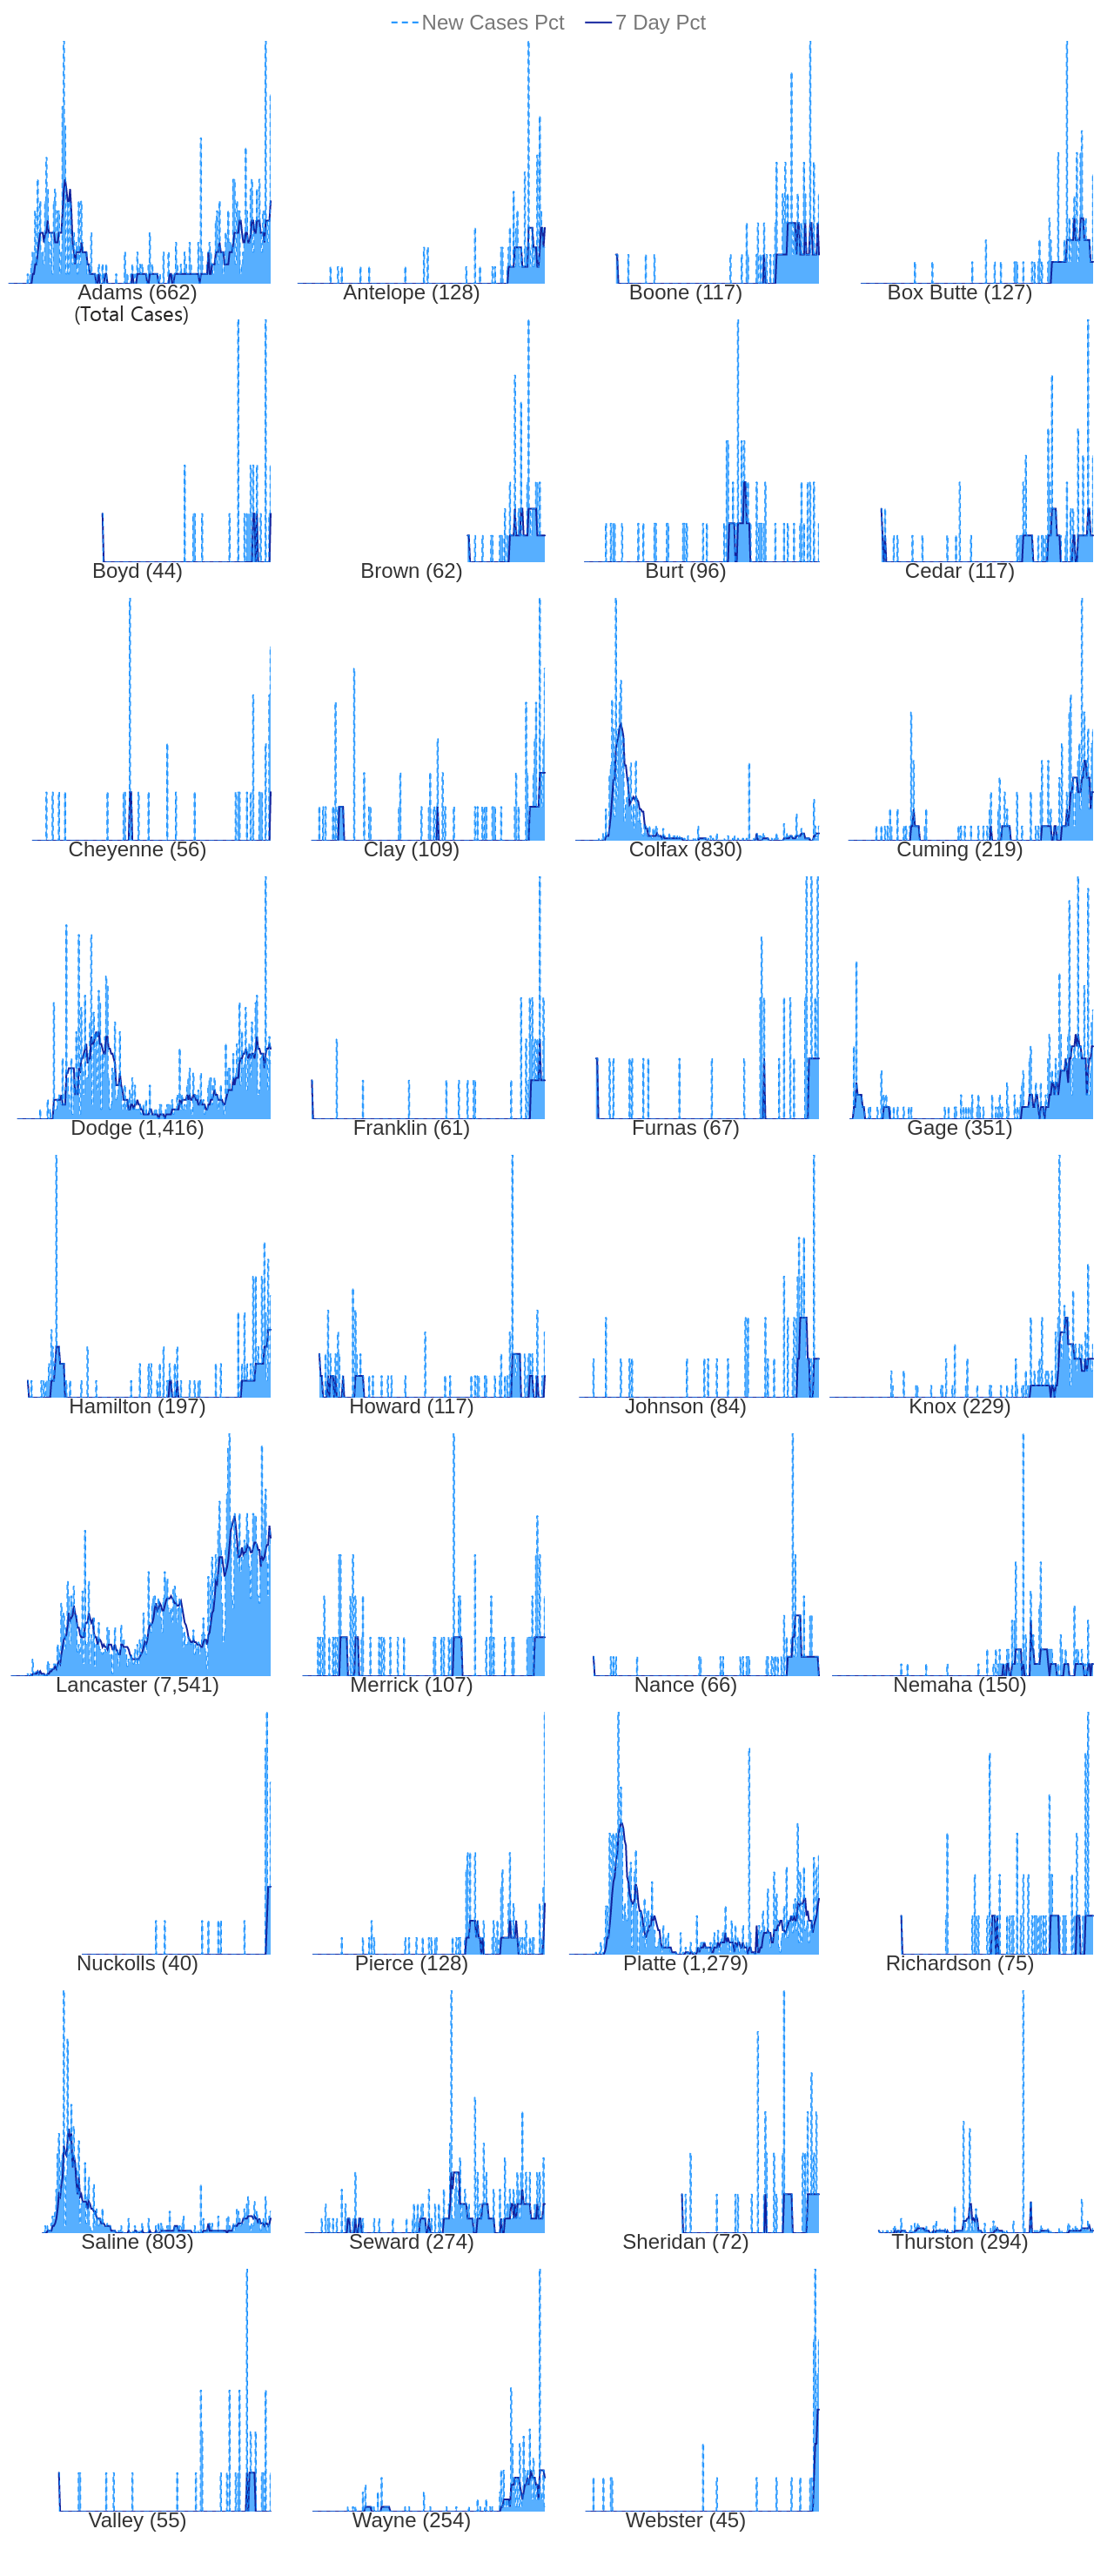 New Cases Pct 7 Day Pct
Adams (662) Antelope (128) Boone (117) Box Butte (127)
(Total Cases)
Boyd (44) Brown (62) Burt (96) Cedar (117)
Cheyenne (56) Clay (109) Colfax (830) Cuming (219)
Dodge (1,416) Franklin (61) Furnas (67) Gage (351)
Hamilton (197) Howard (117) Johnson (84) Knox (229)
Lancaster (7,541) Merrick (107) Nance (66) Nemaha (150)
Nuckolls (40) Pierce (128) Platte (1,279) Richardson (75)
Saline (803) Seward (274) Sheridan (72) Thurston (294)
Valley (55) Wayne (254) Webster (45)